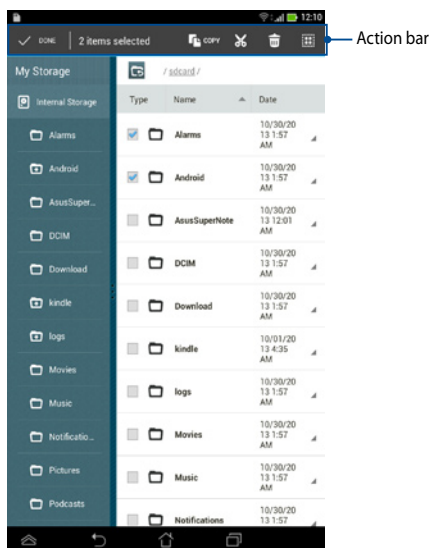 12:10
DONE 2 items selected COPY
Action bar
My Storage
/ sdcard /
Internal Storage
Type Name Date
Alarms
Android
AsusSuper...
DCIM
Download
kindle
logs
Movies
Music
Notificatio...
Pictures
Podcasts
Alarms
10/30/20
13 1:57
AM
Android
10/30/20
13 1:57
AM
AsusSuperNote
10/30/20
13 12:01
AM
DCIM
10/30/20
13 1:57
AM
Download
10/30/20
13 1:57
AM
kindle
10/01/20
13 4:35
AM
logs
10/30/20
13 1:57
AM
Movies
10/30/20
13 1:57
AM
Music
10/30/20
13 1:57
AM
Notifications
10/30/20
13 1:57